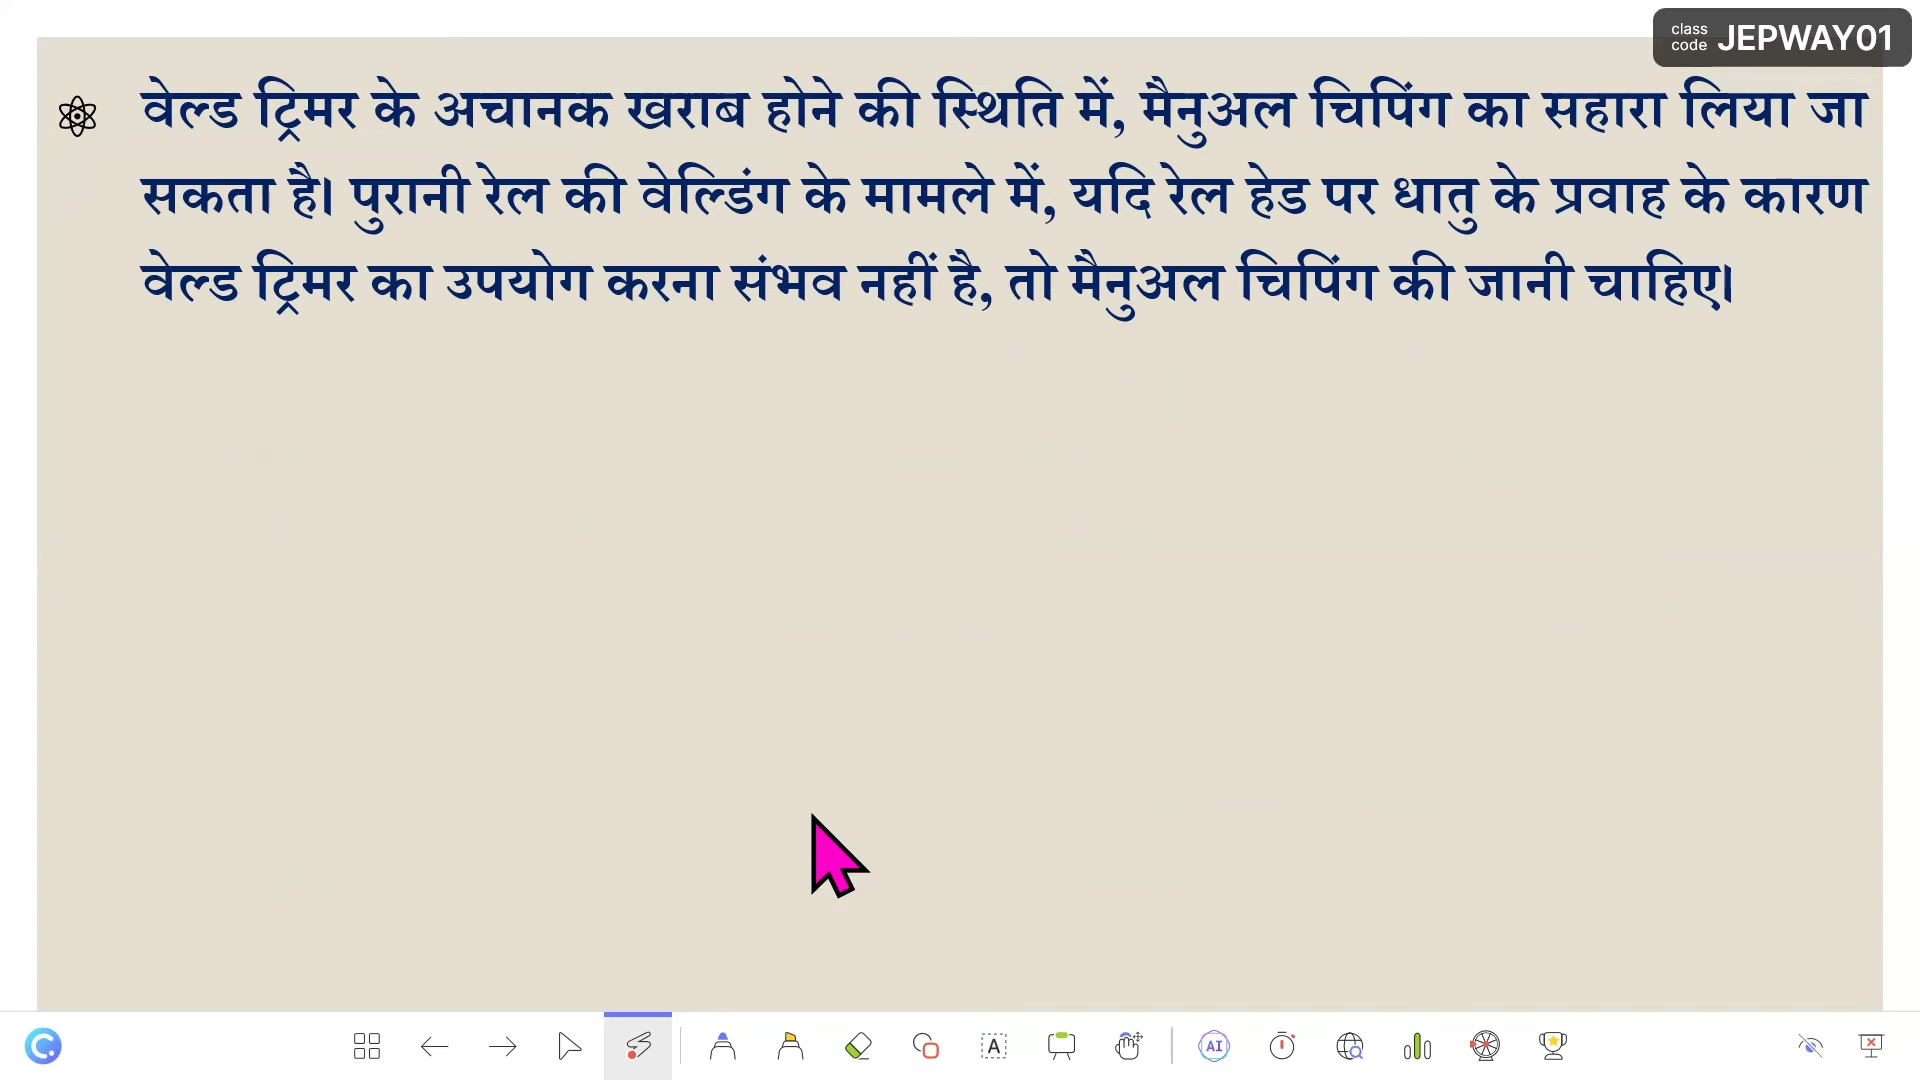 class
code JEPWAY01
वेल्ड ट्रिमर के अचानक खराब होने की स्थिति में, मैनुअल चिपिंग का सहारा लिया जा
सकता है। पुरानी रेल की वेल्डिंग के मामले में, यदि रेल हेड पर धातु के प्रवाह के कारण
वेल्ड ट्रिमर का उपयोग करना संभव नहीं है, तो मैनुअल चिपिंग की जानी चाहिए।
A
AI